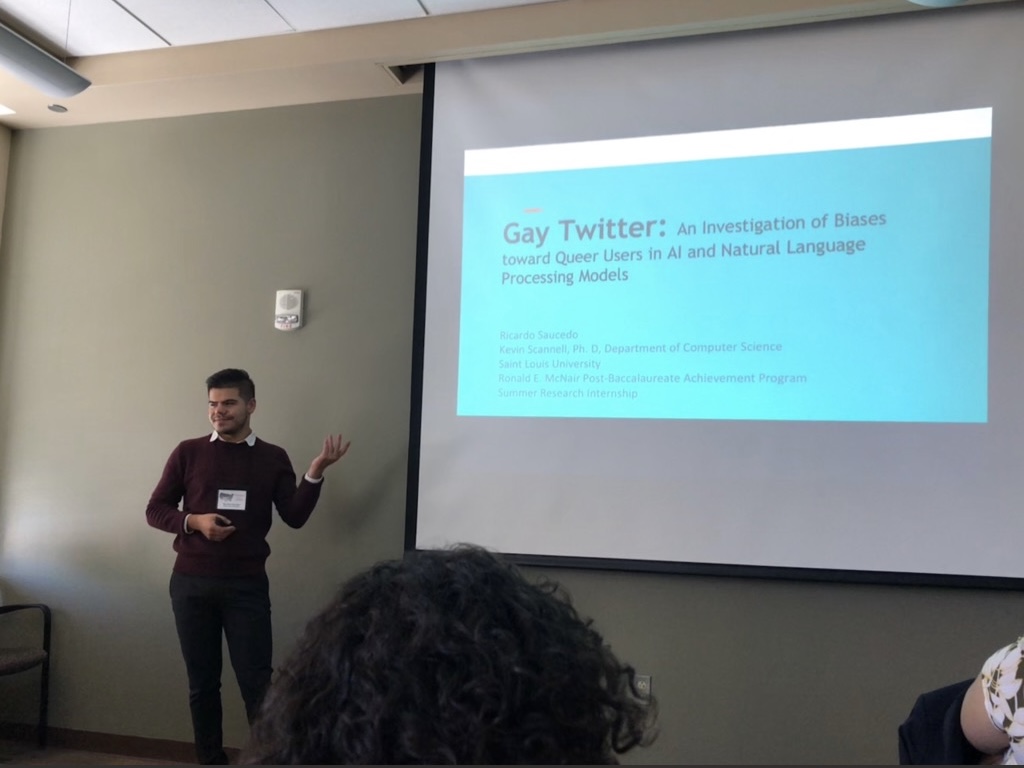 Gay Twitter: An Investigation of Biases
toward Queer Users in AI and Natural Language
Processing Models
Ricardo Saucedo
Kevin Scannell, Ph. D, Department of Computer Science
Saint Louis University
Ronald E. McNair Post-Baccalaureate Achievement Program
Summer Research Internship